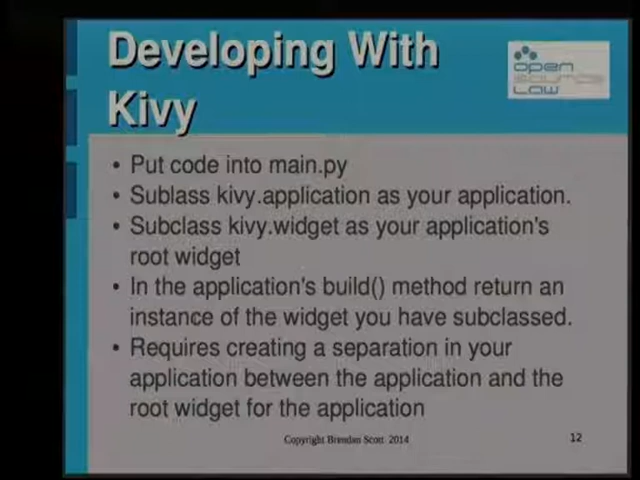 Developing With
Kivy
open
source
Law
• Put code into main.py
• Sublass kivy.application as your application.
• Subclass kivy.widget as your application's
root widget
• In the application's build() method return an
instance of the widget you have subclassed.
• Requires creating a separation in your
application between the application and the
root widget for the application
Copyright Brendan Scott 2014
12